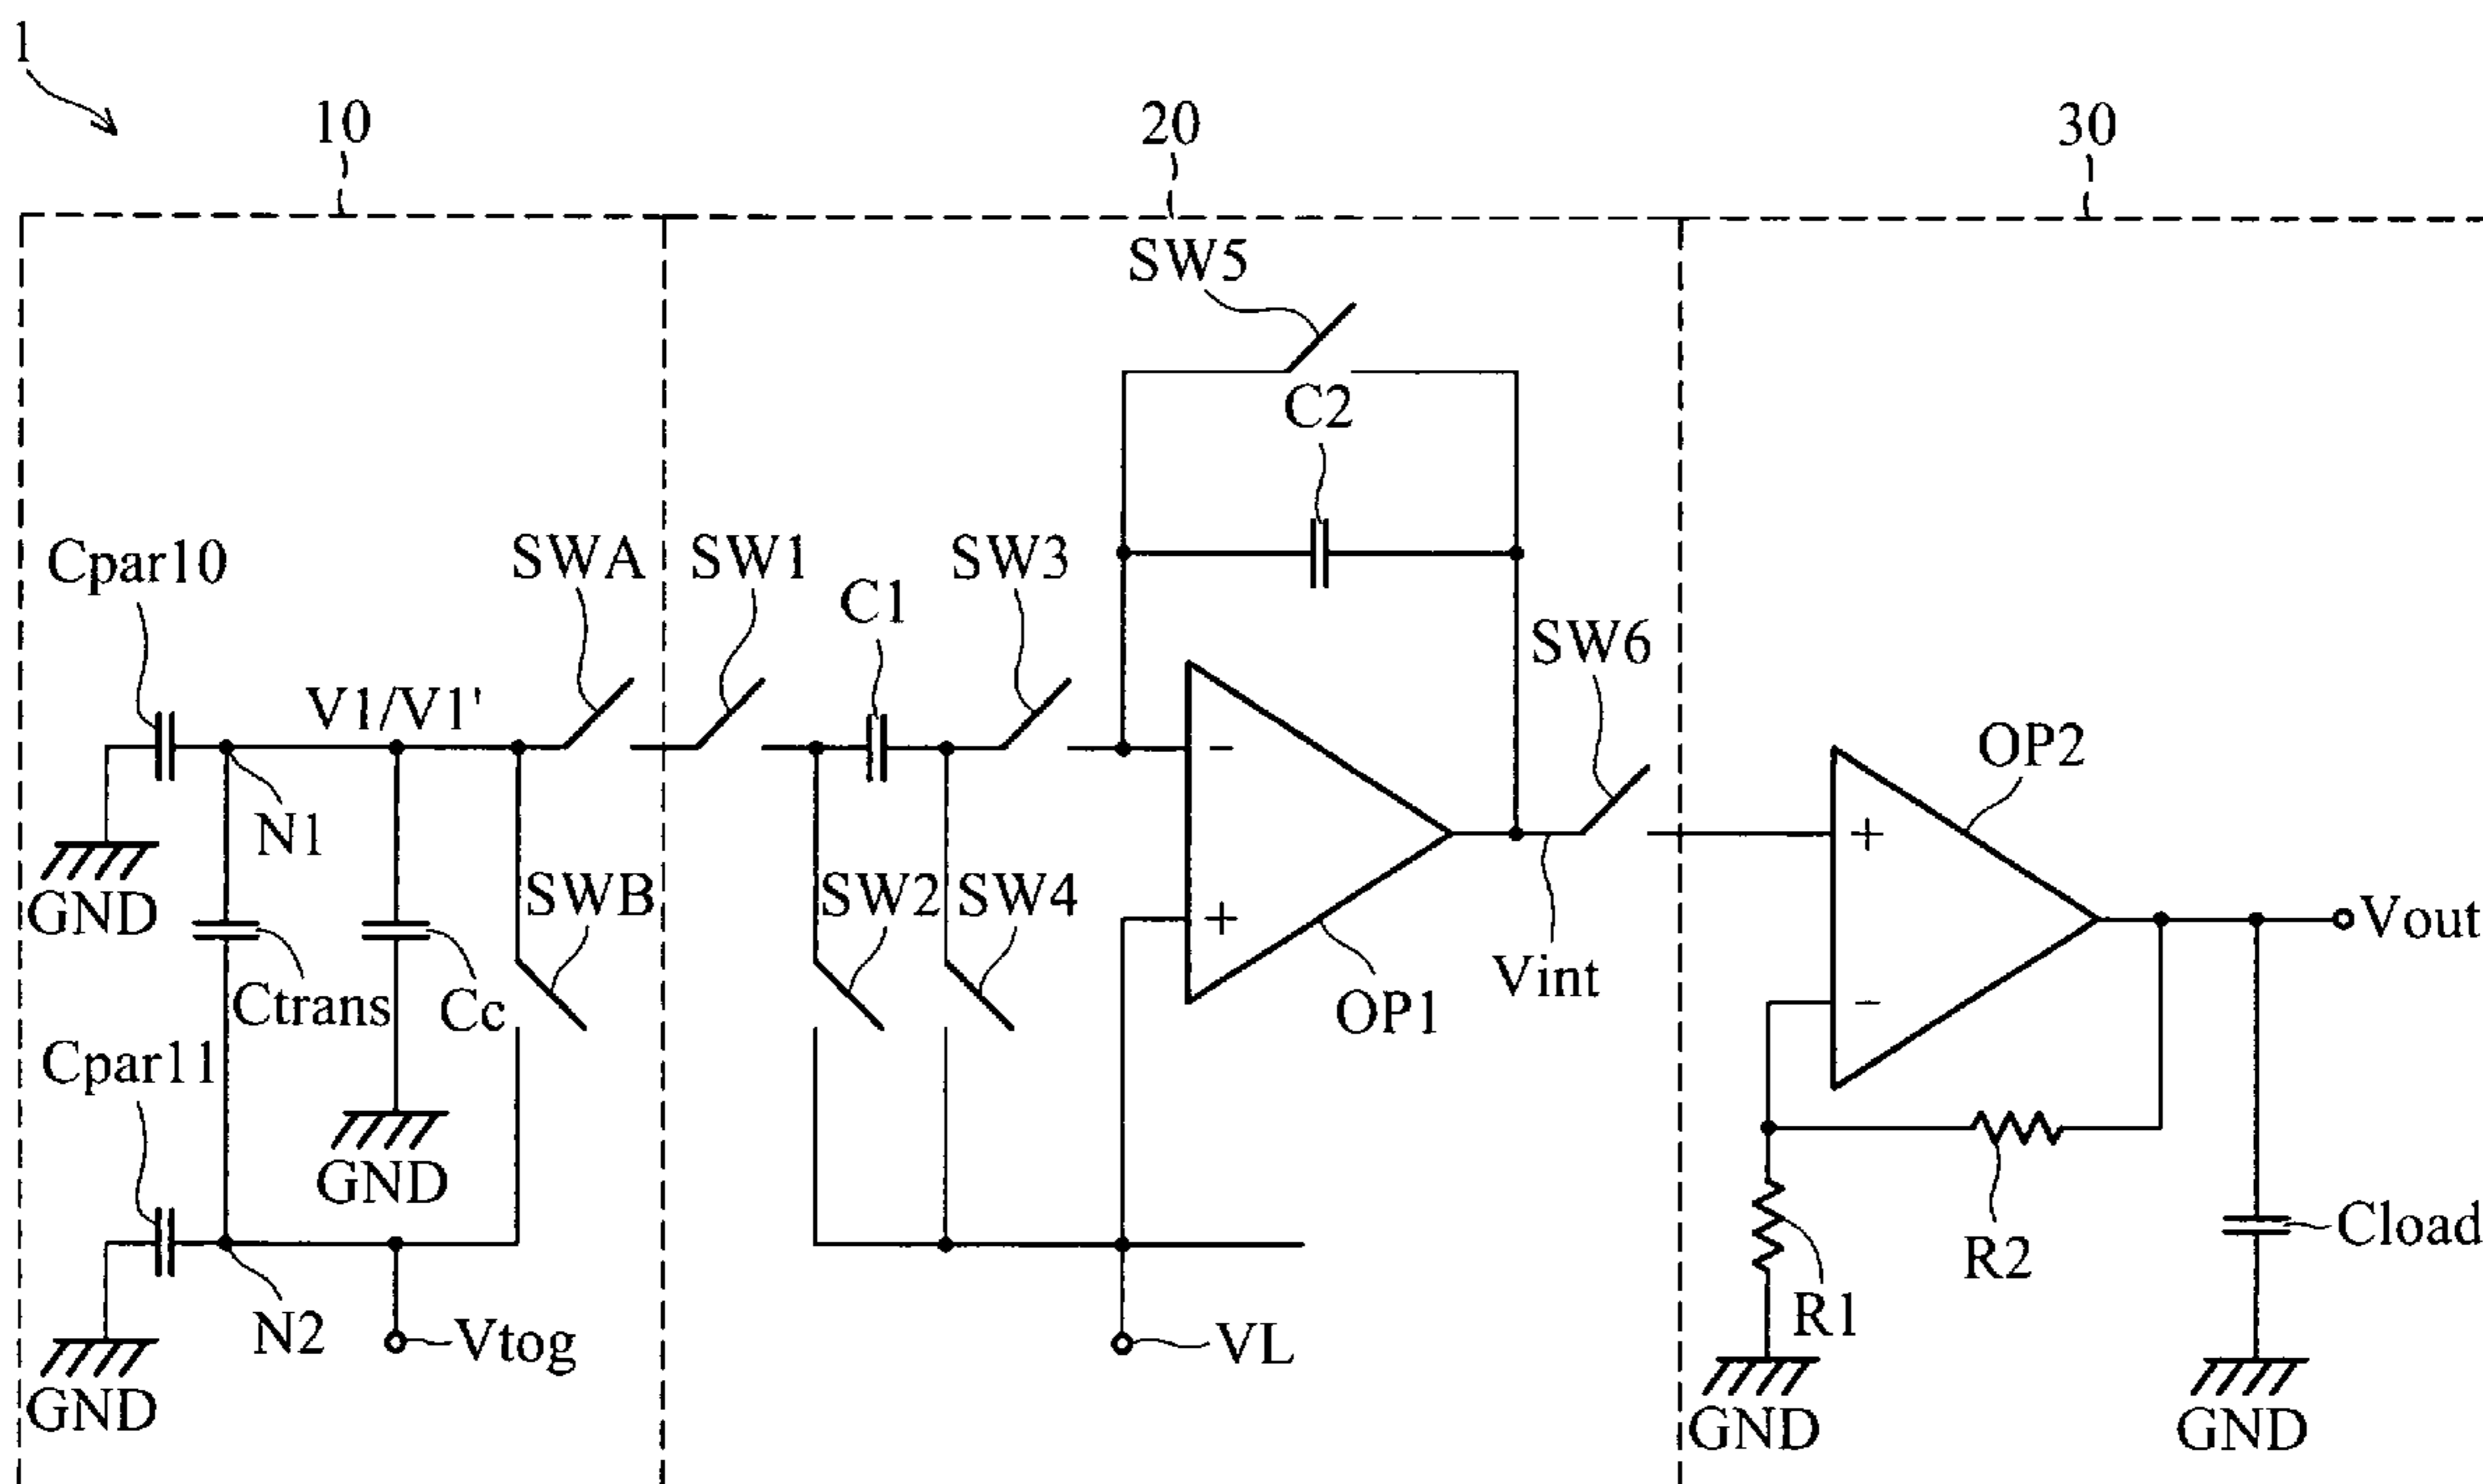 1
10
20
30
SW5
C2
Cpar10
SWA
SW1
C1
SW3
SW6
V1/V1'
OP2
N1
GND
SWB
SW2
SW4
−
+
+
−
Vout
Ctrans
Cc
OP1
Vint
Cpar11
GND
R2
Cload
N2
Vtog
VL
R1
GND
GND
GND